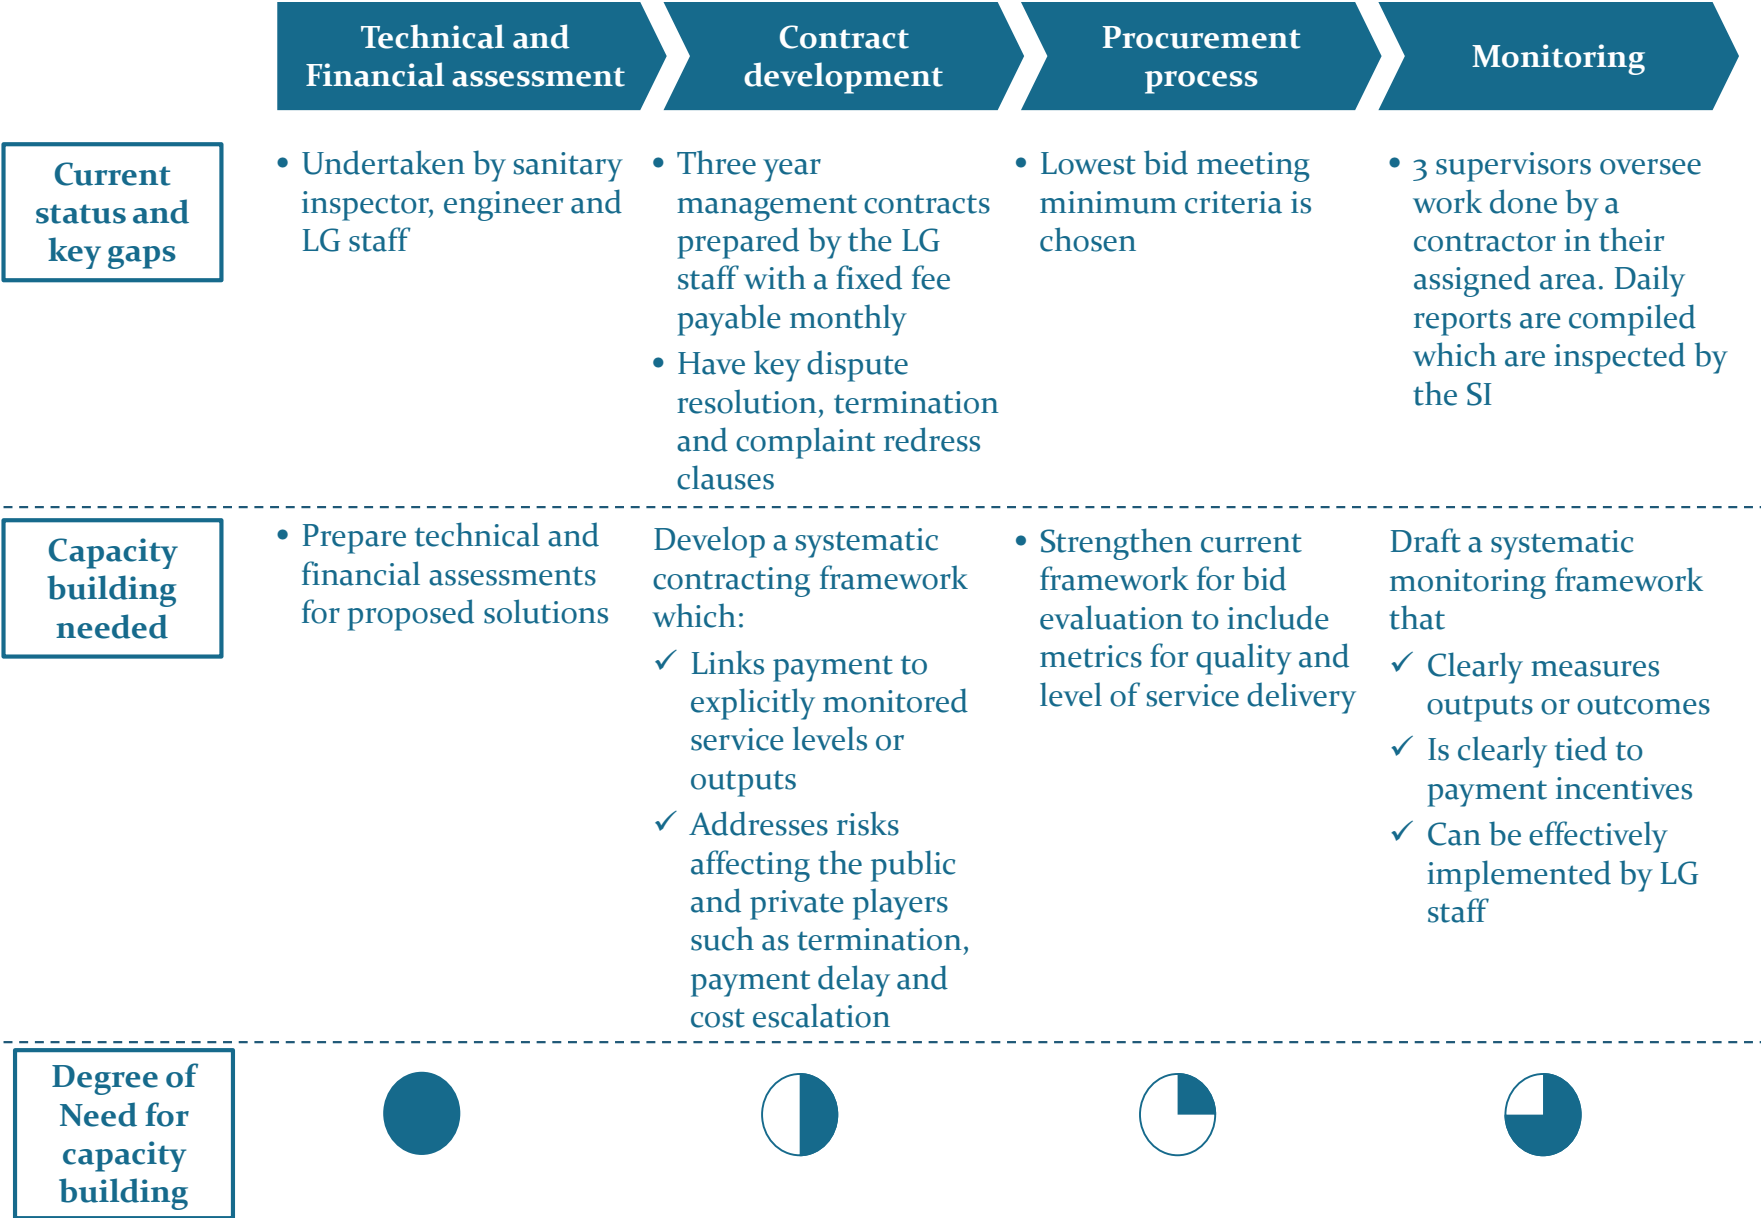 Technical and
Financial assessment
Contract
development
Procurement
process
Monitoring
Current
status and
key gaps
• Undertaken by sanitary
inspector, engineer and
LG staff
• Three year
management contracts
prepared by the LG
staff with a fixed fee
payable monthly
• Have key dispute
resolution, termination
and complaint redress
clauses
• Lowest bid meeting
minimum criteria is
chosen
• 3 supervisors oversee
work done by a
contractor in their
assigned area. Daily
reports are compiled
which are inspected by
the SI
Capacity
building
needed
• Prepare technical and
financial assessments
for proposed solutions
Develop a systematic
contracting framework
which:
✓ Links payment to
explicitly monitored
service levels or
outputs
✓ Addresses risks
affecting the public
and private players
such as termination,
payment delay and
cost escalation
• Strengthen current
framework for bid
evaluation to include
metrics for quality and
level of service delivery
Draft a systematic
monitoring framework
that
✓ Clearly measures
outputs or outcomes
✓ Is clearly tied to
payment incentives
✓ Can be effectively
implemented by LG
staff
Degree of
Need for
capacity
building